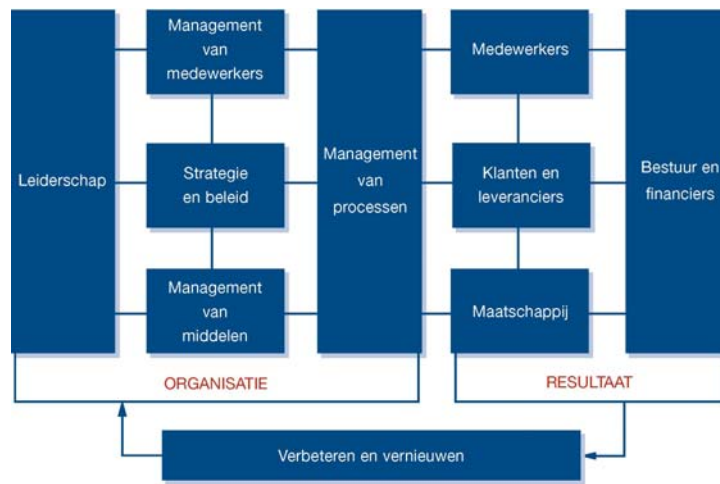 Leiderschap
Management
van
medewerkers
Strategie
en beleid
Management
van
middelen
Management
van
processen
Medewerkers
Klanten en
leveranciers
Maatschappij
Bestuur en
financiers
ORGANISATIE
RESULTAAT
Verbeteren en vernieuwen